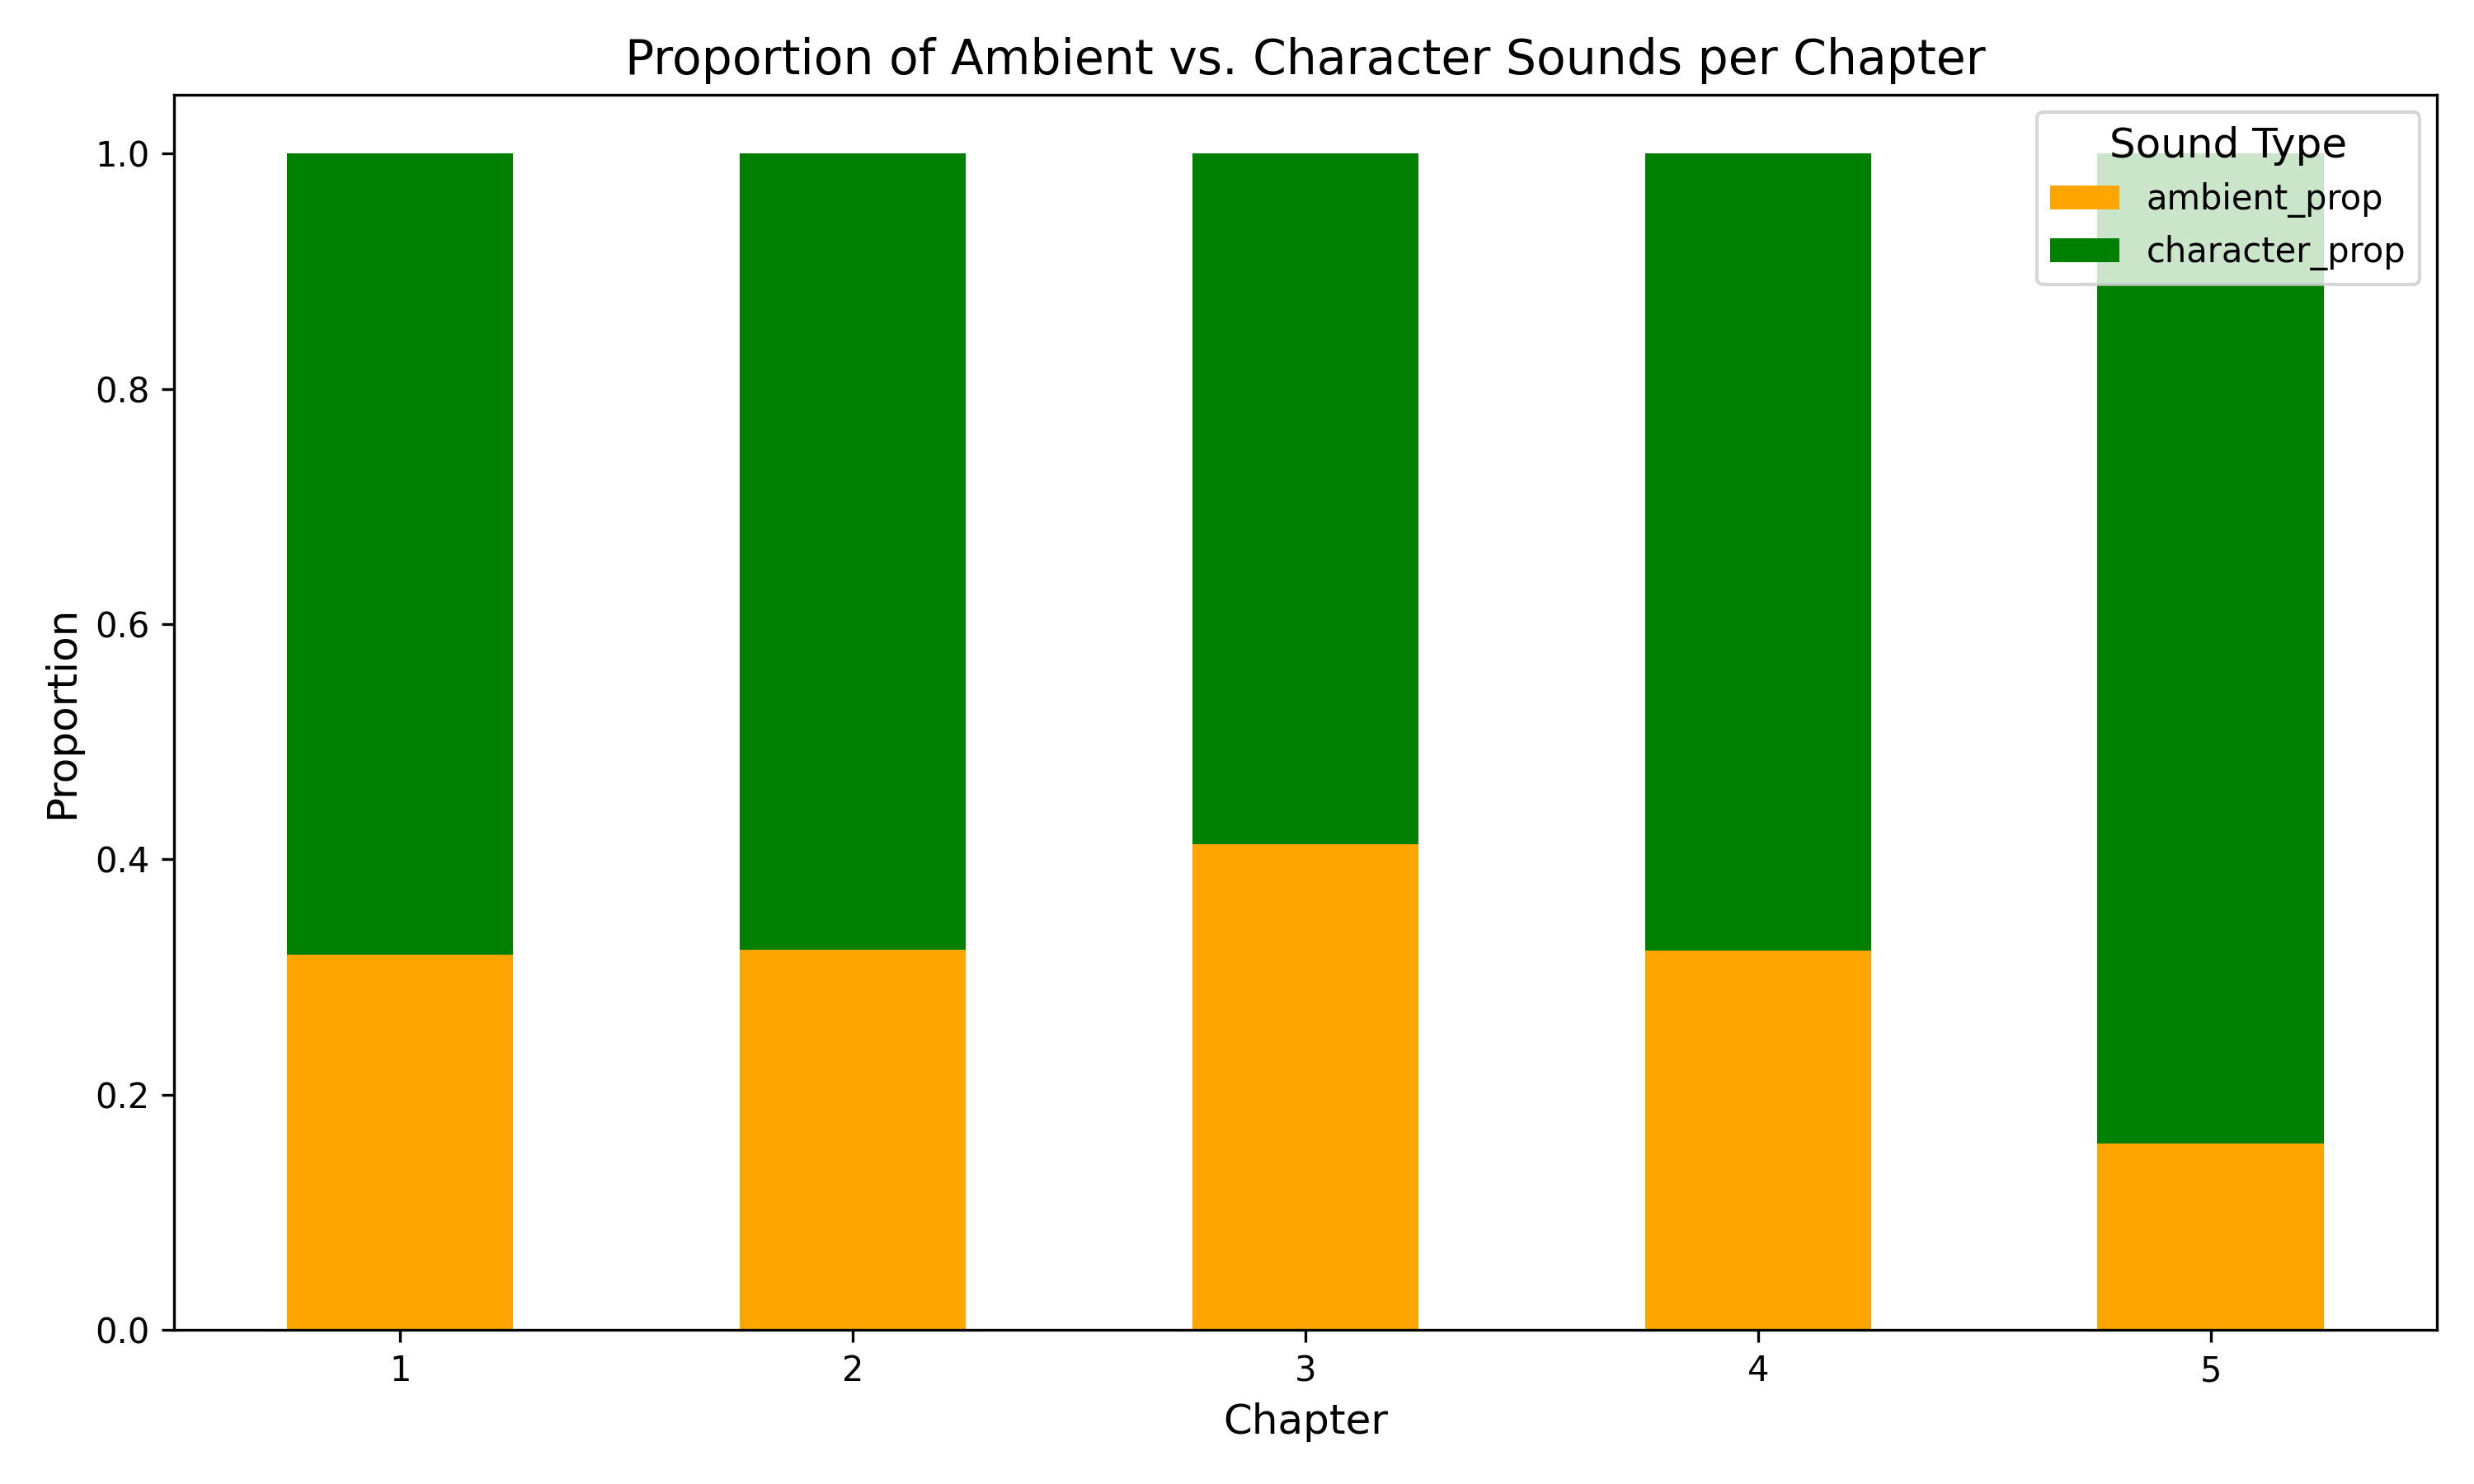 Proportion of Ambient vs. Character Sounds per Chapter
Sound Type
ambient_prop
character_prop
Proportion
1.0
0.8
0.6
0.4
0.2
0.0
1 2 3 4 5
Chapter